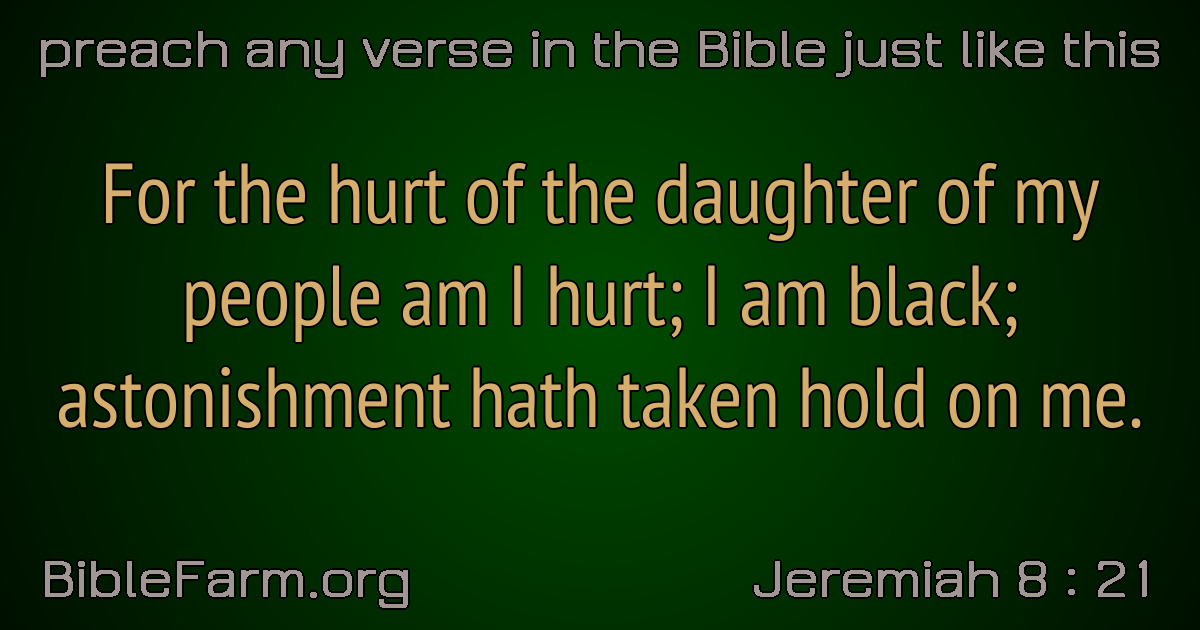 preach any verse in the Bible just like this
For the hurt of the daughter of my
people am I hurt; I am black;
astonishment hath taken hold on me.
BibleFarm.org
Jeremiah 8 : 21